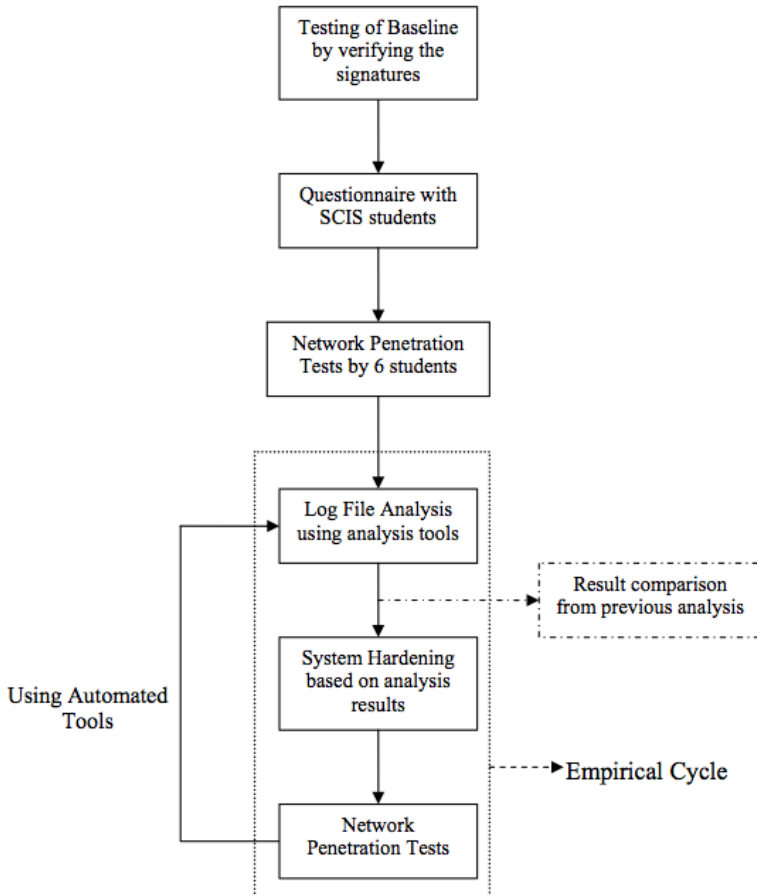 Testing of Baseline
by verifying the
signatures
Questionnaire with
SCIS students
Network Penetration
Tests by 6 students
Log File Analysis
using analysis tools
Result comparison
from previous analysis
System Hardening
based on analysis
results
Using Automated
Tools
Empirical Cycle
Network
Penetration Tests